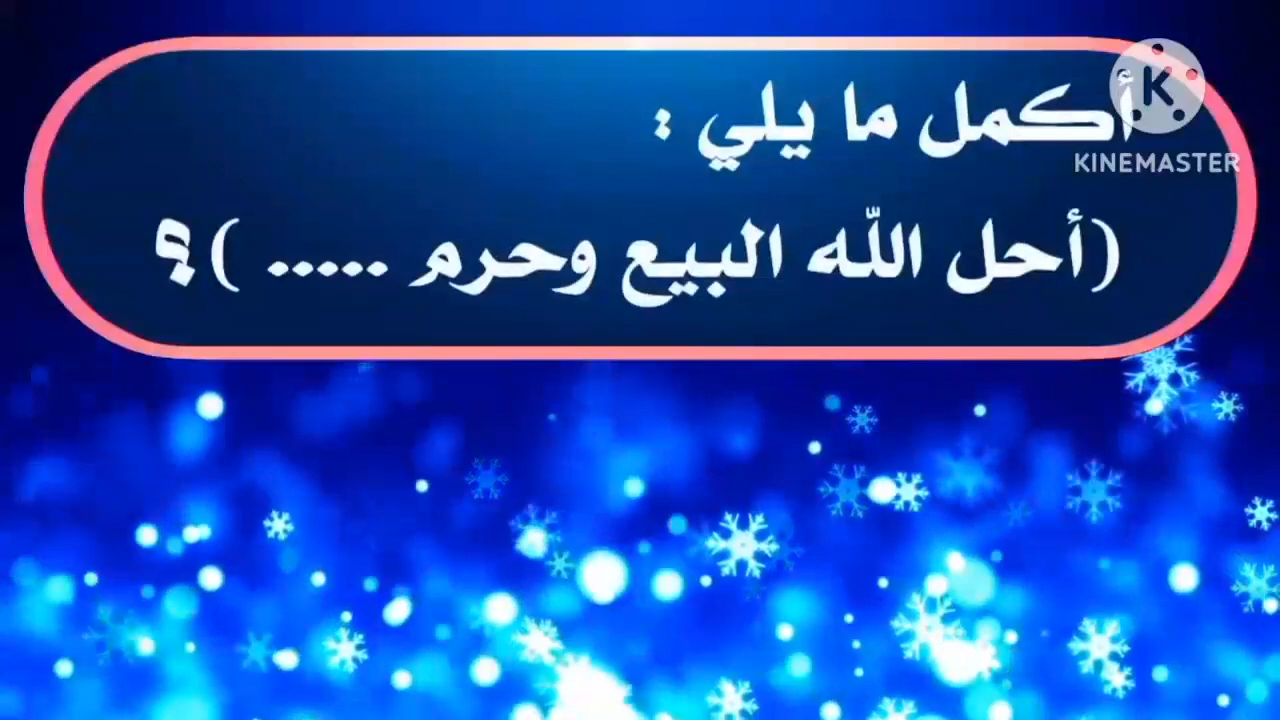 أكمل ما يلي :
(أحل الله البيع وحرم ..... )؟
K
KINEMASTER